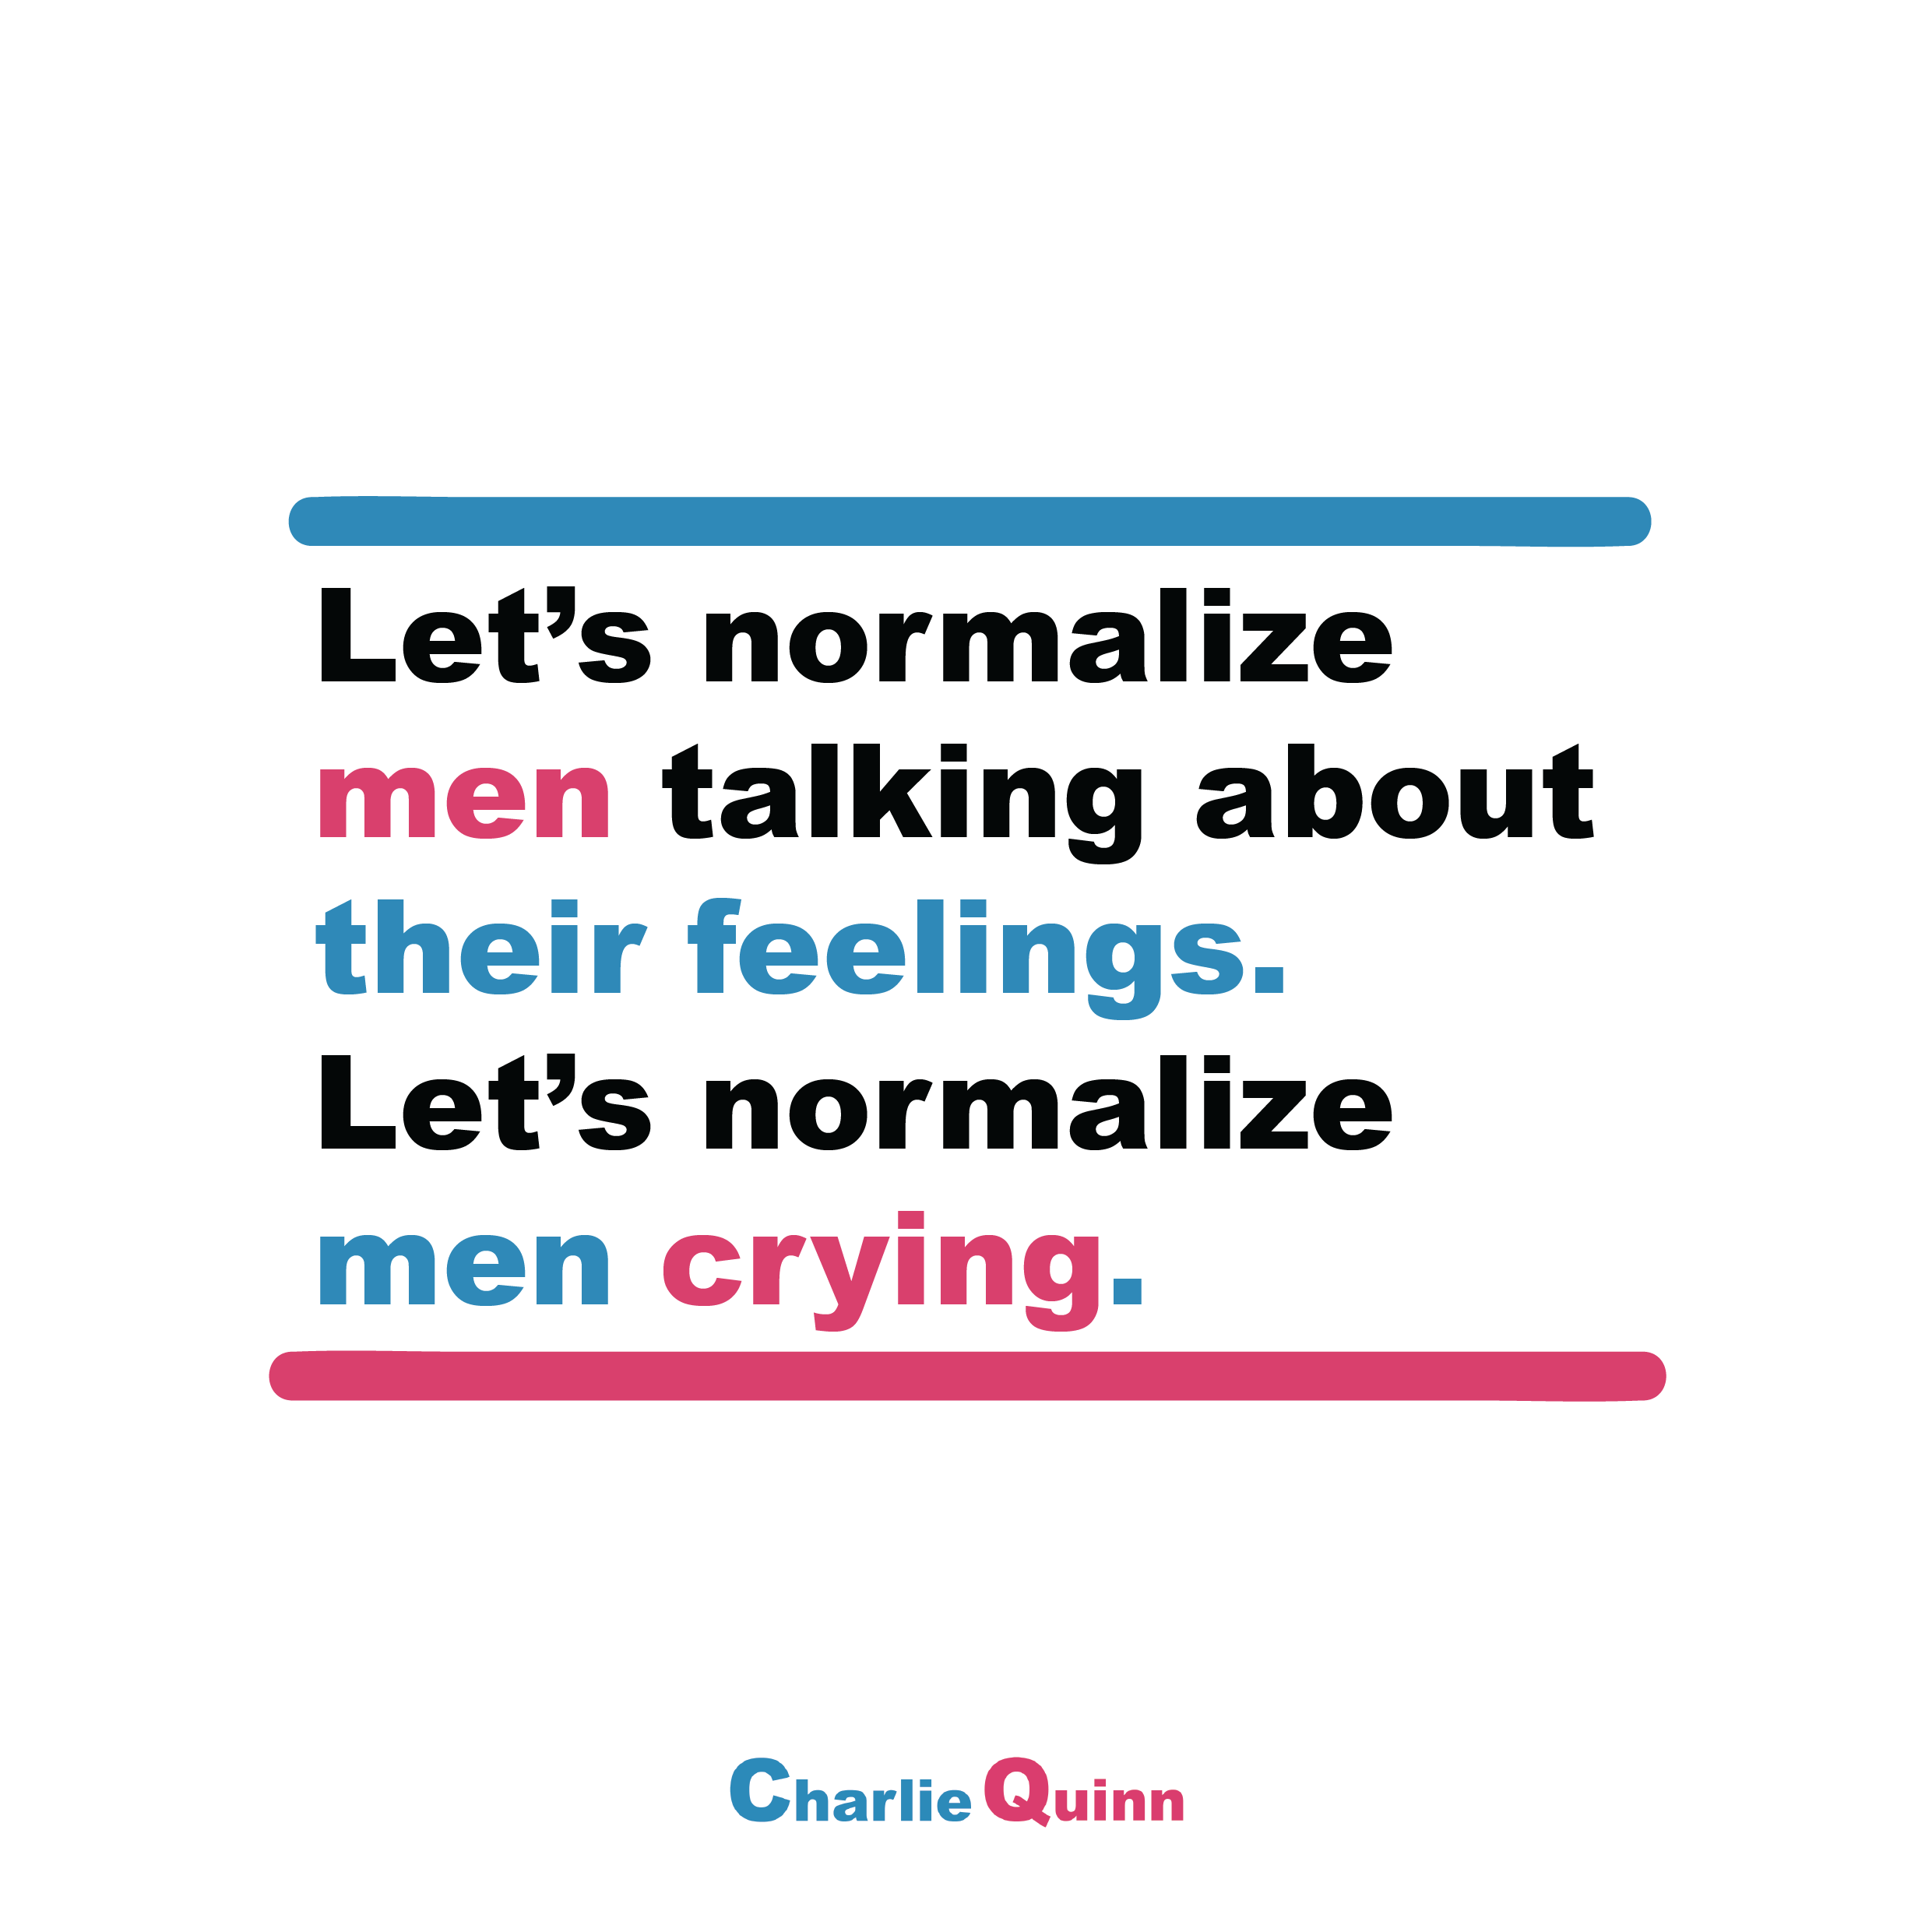 Let’s normalize
men talking about
their feelings.
Let’s normalize
men crying.
Charlie Quinn